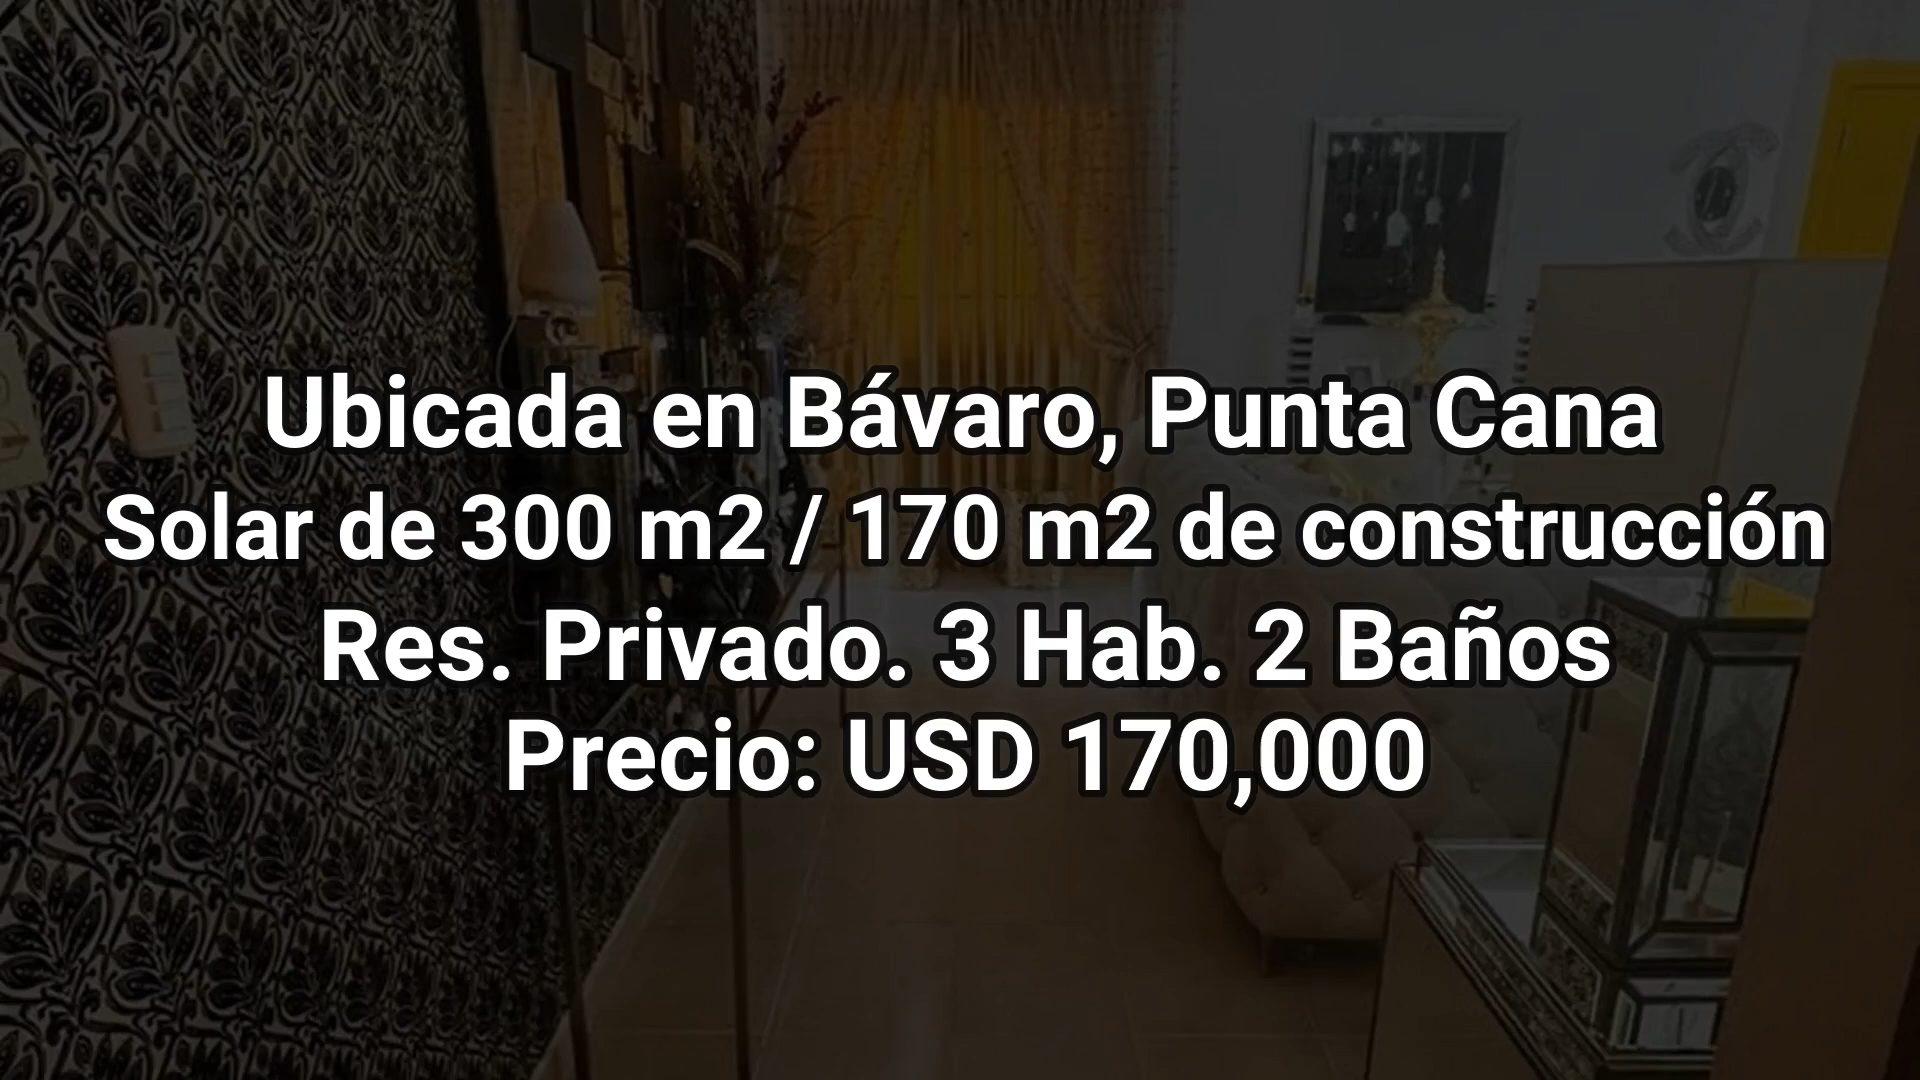 Ubicada en Bávaro, Punta Cana
Solar de 300 m2 / 170 m2 de construcción
Res. Privado. 3 Hab. 2 Baños
Precio: USD 170,000